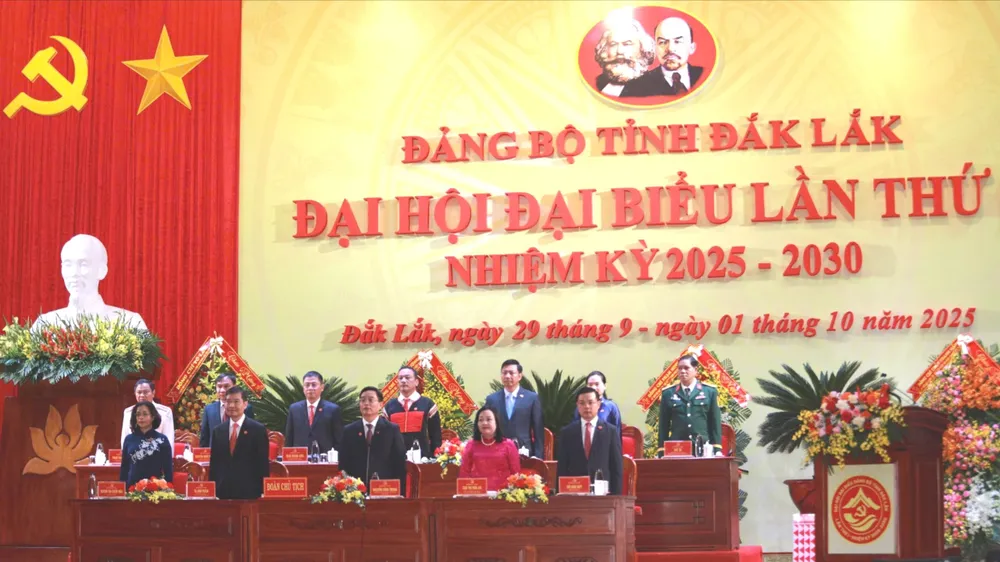 ĐẢNG BỘ TỈNH ĐẮK LẮK
ĐẠI HỘI ĐẠI BIỂU LẦN THỨ
NHIỆM KỲ 2025 - 2030
Đắk Lắk, ngày 29 tháng 9 - ngày 01 tháng 10 năm 2025
ĐOÀN CHỦ TỊCH